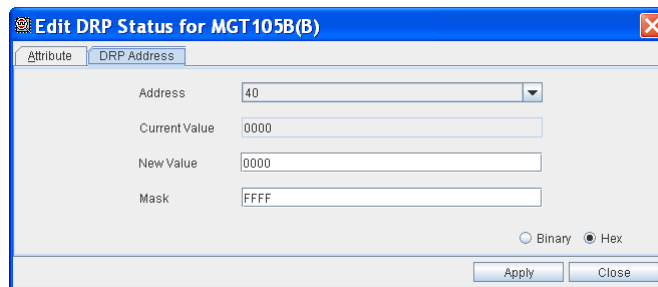 Edit DRP Status for MGT105B(B)
Attribute DRP Address
Address 40
Current Value 0000
New Value 0000
Mask FFFF
Binary Hex
Apply Close